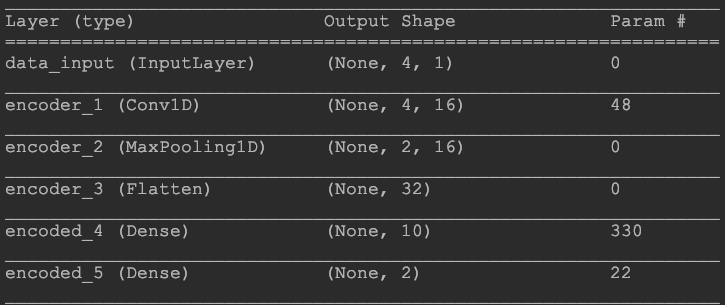 Layer (type) Output Shape Param #
=================================================================
data_input (InputLayer) (None, 4, 1) 0
encoder_1 (Conv1D) (None, 4, 16) 48
encoder_2 (MaxPooling1D) (None, 2, 16) 0
encoder_3 (Flatten) (None, 32) 0
encoded_4 (Dense) (None, 10) 330
encoded_5 (Dense) (None, 2) 22